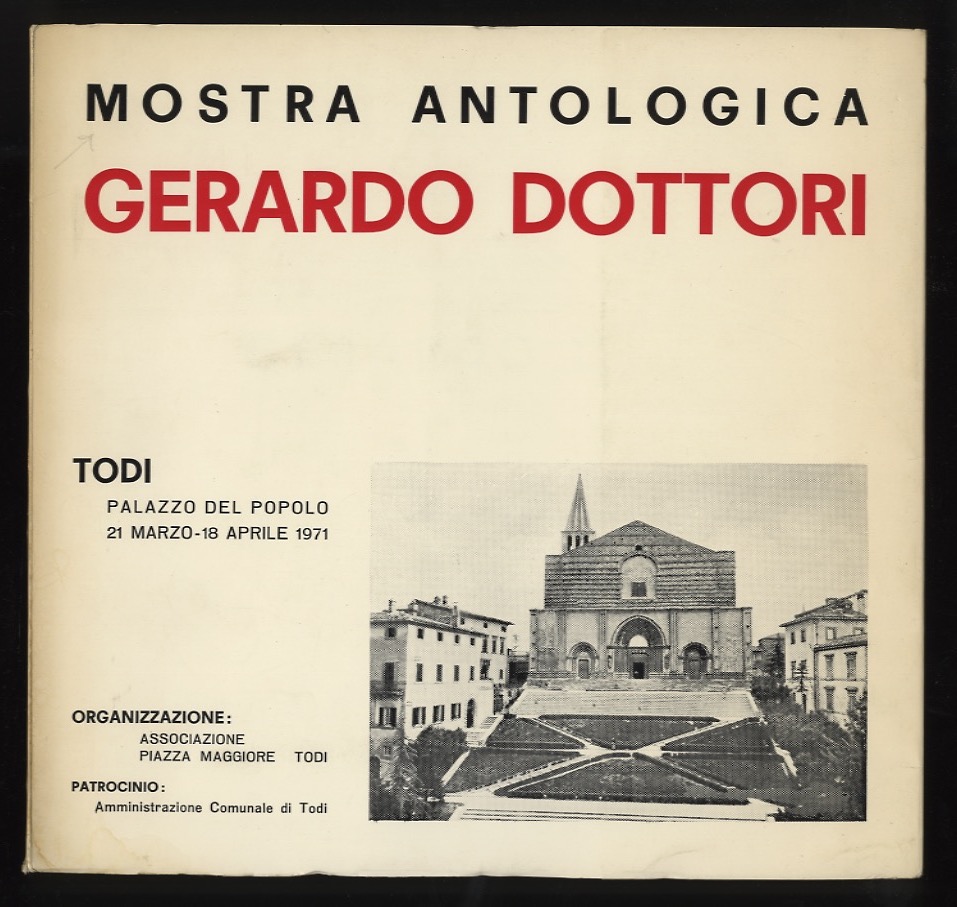 MOSTRA ANTOLOGICA
GERARDO DOTTORI
TODI
PALAZZO DEL POPOLO
21 MARZO-18 APRILE 1971
ORGANIZZAZIONE:
ASSOCIAZIONE
PIAZZA MAGGIORE TODI
PATROCINIO:
Amministrazione Comunale di Todi